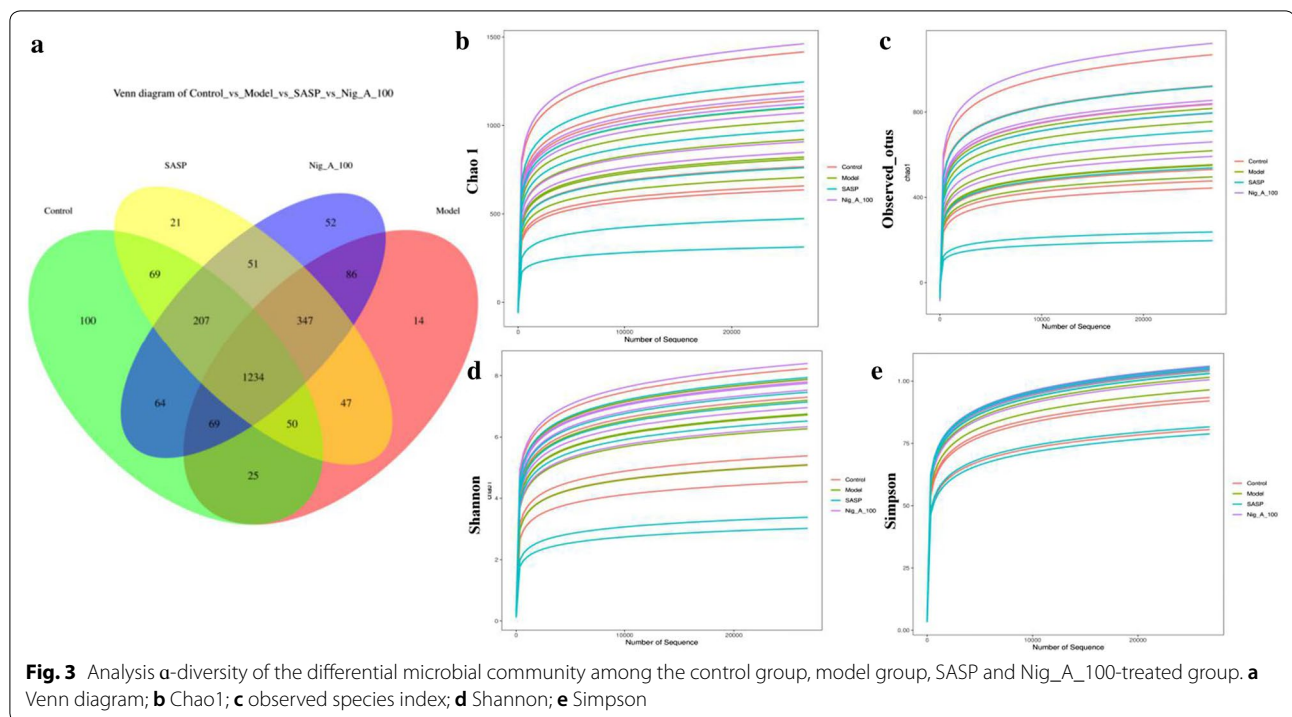 a
Venn diagram of Control_vs_Model_vs_SASP_vs_Nig_A_100
SASP
Nig_A_100
Control
Model
21
52
69
51
86
100
207
347
14
1234
64
47
69
50
25
b
Chao 1
1500
1000
500
0
0
10000
20000
Number of Sequence
Control
Model
SASP
Nig_A_100
c
Observed_otus
chao1
800
400
0
0
10000
20000
Number of Sequence
Control
Model
SASP
Nig_A_100
d
Shannon
8
6
4
2
0
0
10000
20000
Number of Sequence
Control
Model
SASP
Nig_A_100
e
Simpson
1.00
0.75
0.50
0.25
0.00
0
10000
20000
Number of Sequence
Control
Model
SASP
Nig_A_100
Fig. 3 Analysis α-diversity of the differential microbial community among the control group, model group, SASP and Nig_A_100-treated group. a
Venn diagram; b Chao1; c observed species index; d Shannon; e Simpson